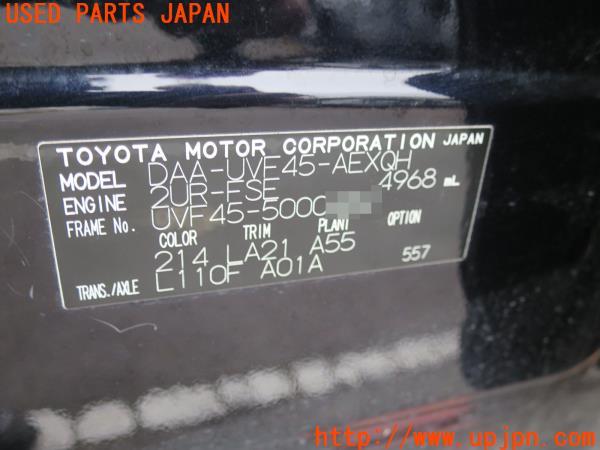 USED PARTS JAPAN
TOYOTA MOTOR CORPORATION JAPAN
MODEL DAA-UVF45-AEXQH
ENGINE 2UR-FSE 4968 mL
FRAME No. UVF45-5000
COLOR TRIM PLANT OPTION
214 LA21 A55 557
TRANS./AXLE L110F A01A
http://www.upjpn.com/